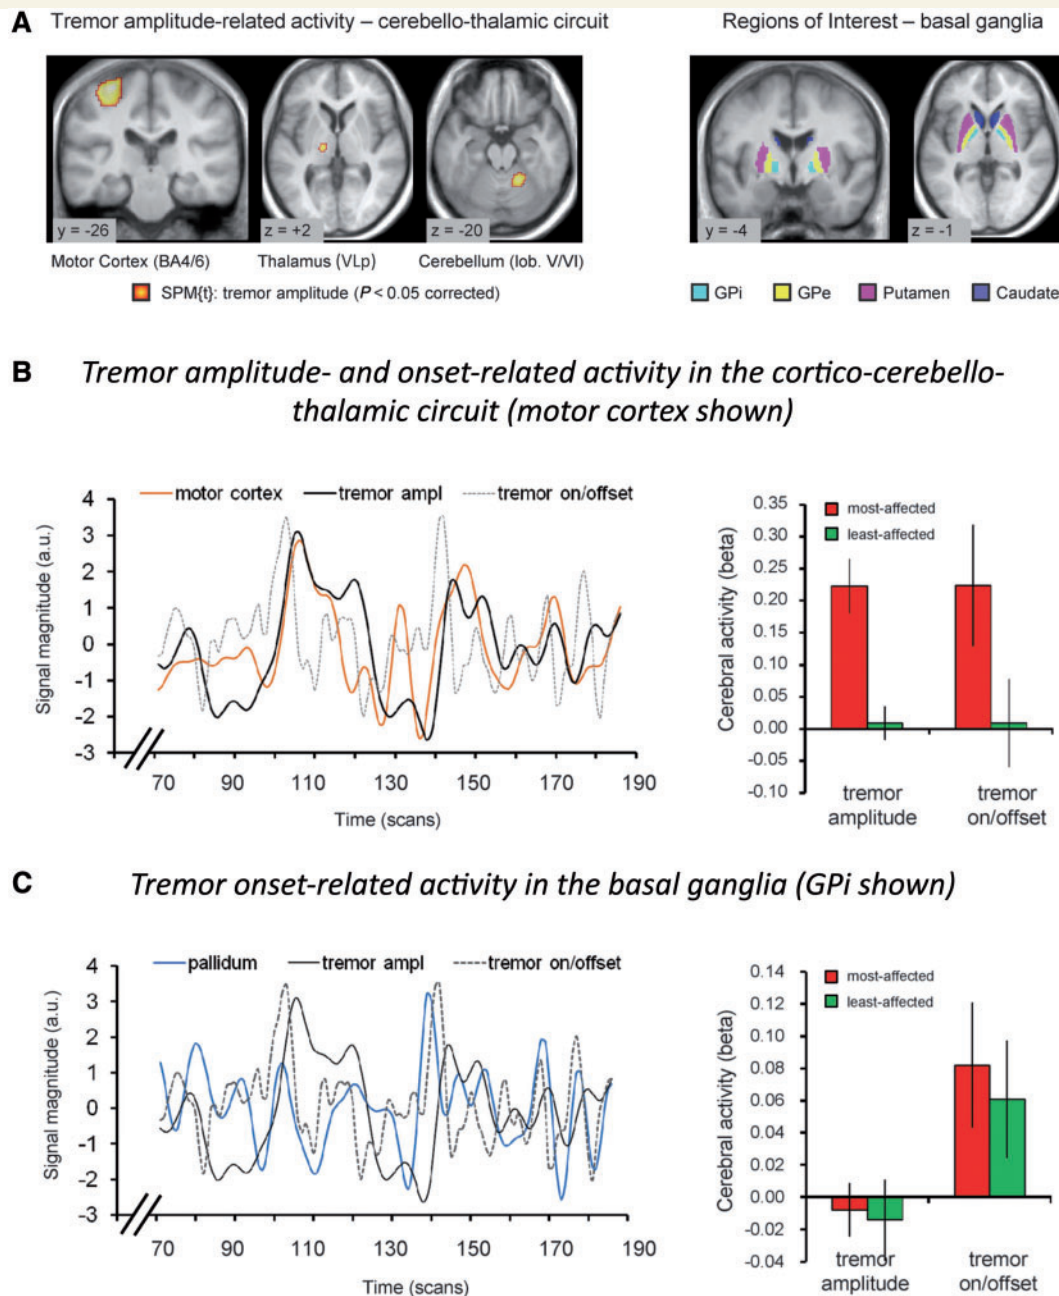 A Tremor amplitude-related activity – cerebello-thalamic circuit
Regions of Interest – basal ganglia
y = -26
z = +2
z = -20
y = -4
z = -1
Motor Cortex (BA4/6)
Thalamus (VLp)
Cerebellum (lob. V/VI)
SPM{t}: tremor amplitude (P < 0.05 corrected)
GPi
GPe
Putamen
Caudate
B Tremor amplitude- and onset-related activity in the cortico-cerebello-
thalamic circuit (motor cortex shown)
motor cortex
tremor ampl
tremor on/offset
Signal magnitude (a.u.)
4
3
2
1
0
-1
-2
-3
70 90 110 130 150 170 190
Time (scans)
most-affected
least-affected
Cerebral activity (beta)
0.35
0.30
0.25
0.20
0.15
0.10
0.05
0.00
-0.05
-0.10
tremor
amplitude
tremor
on/offset
C Tremor onset-related activity in the basal ganglia (GPi shown)
pallidum
tremor ampl
tremor on/offset
Signal magnitude (a.u.)
4
3
2
1
0
-1
-2
-3
70 90 110 130 150 170 190
Time (scans)
most-affected
least-affected
Cerebral activity (beta)
0.14
0.12
0.10
0.08
0.06
0.04
0.02
0.00
-0.02
-0.04
tremor
amplitude
tremor
on/offset